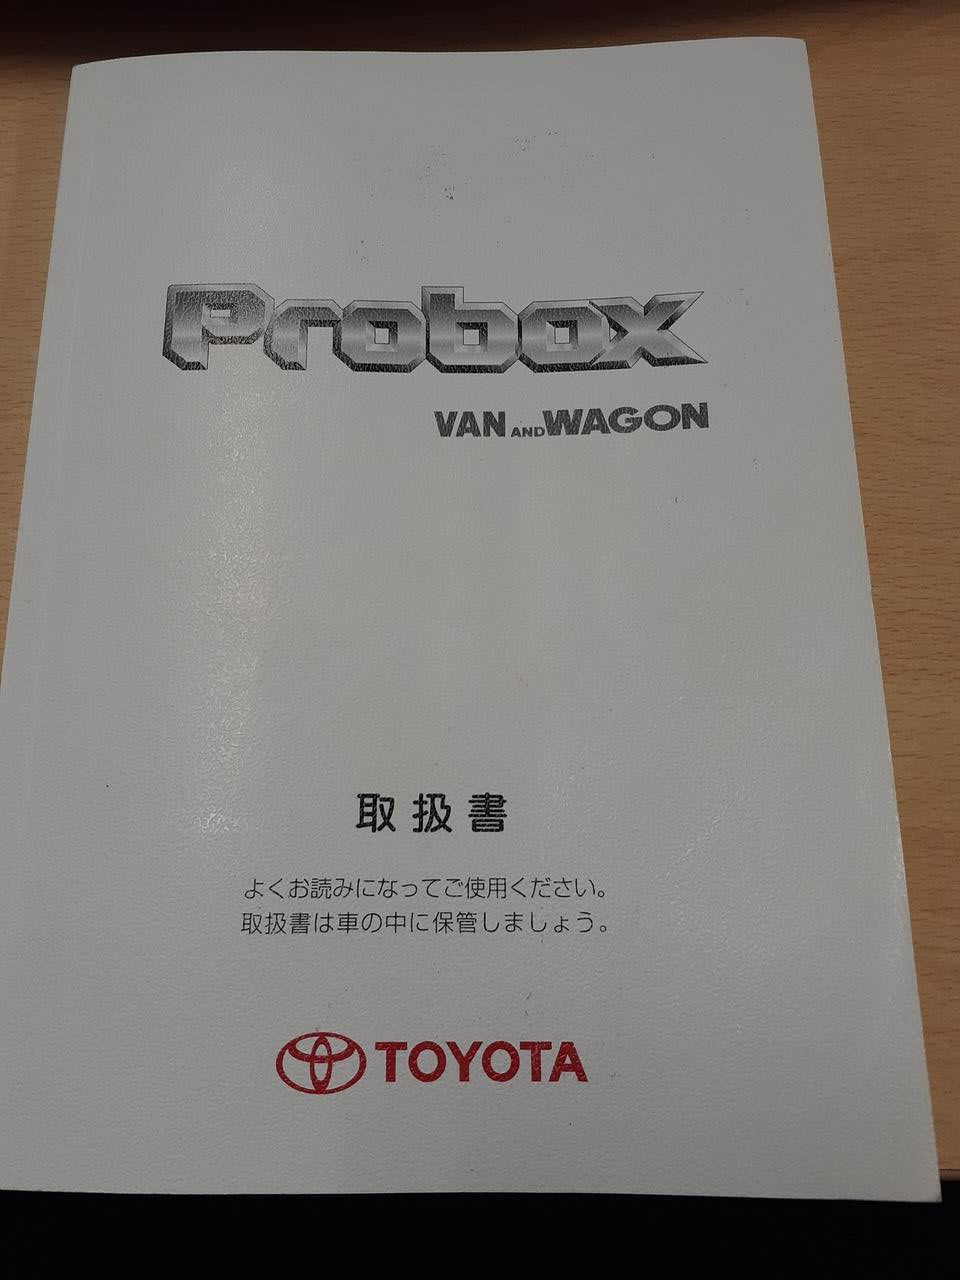 Probox
VAN AND WAGON
取扱書
よくお読みになってご使用ください。
取扱書は車の中に保管しましょう。
TOYOTA